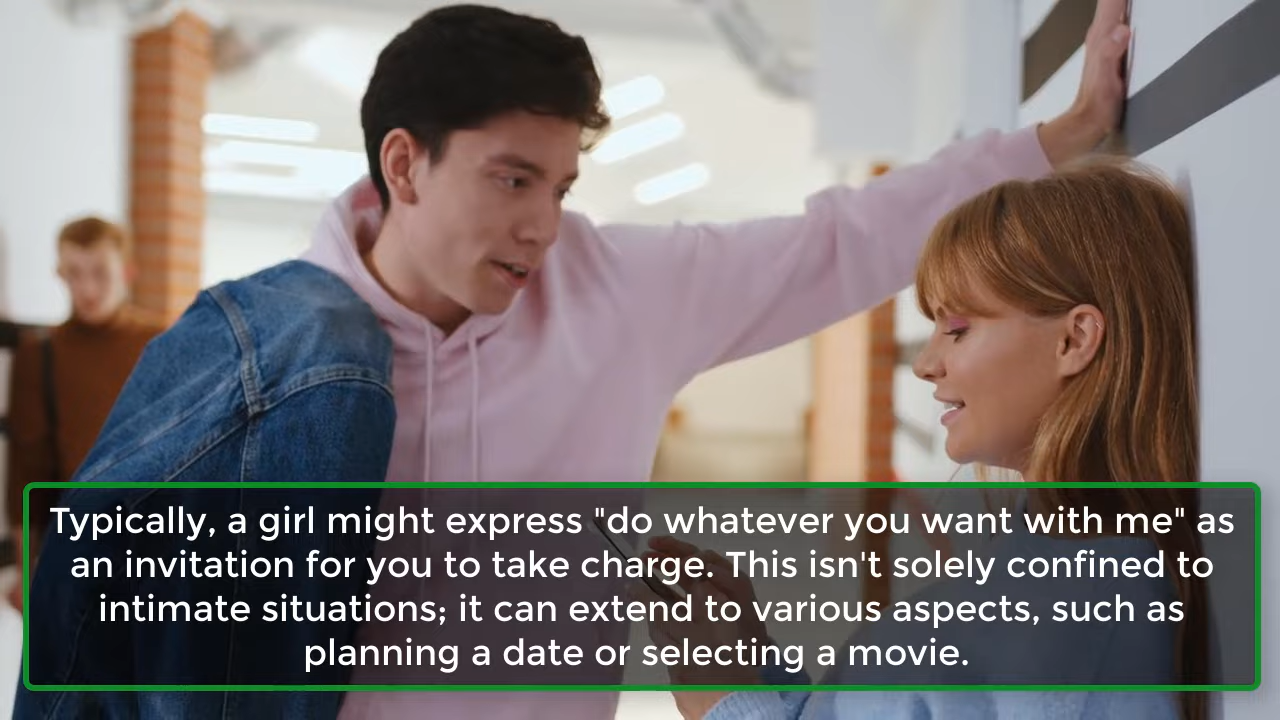 Typically, a girl might express "do whatever you want with me" as
an invitation for you to take charge. This isn't solely confined to
intimate situations; it can extend to various aspects, such as
planning a date or selecting a movie.